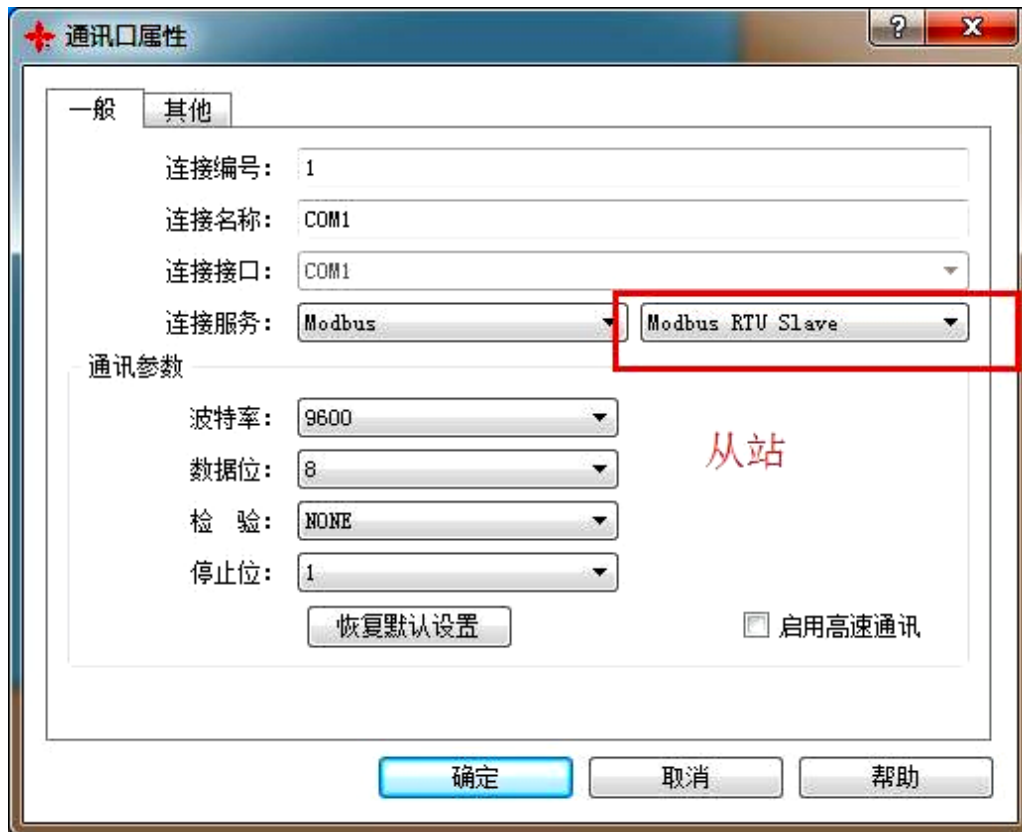 通讯口属性
一般 其他
连接编号： 1
连接名称： COM1
连接接口： COM1
连接服务： Modbus Modbus RTU Slave
通讯参数
波特率： 9600
从站
数据位： 8
检 验： NONE
停止位： 1
恢复默认设置 启用高速通讯
确定 取消 帮助